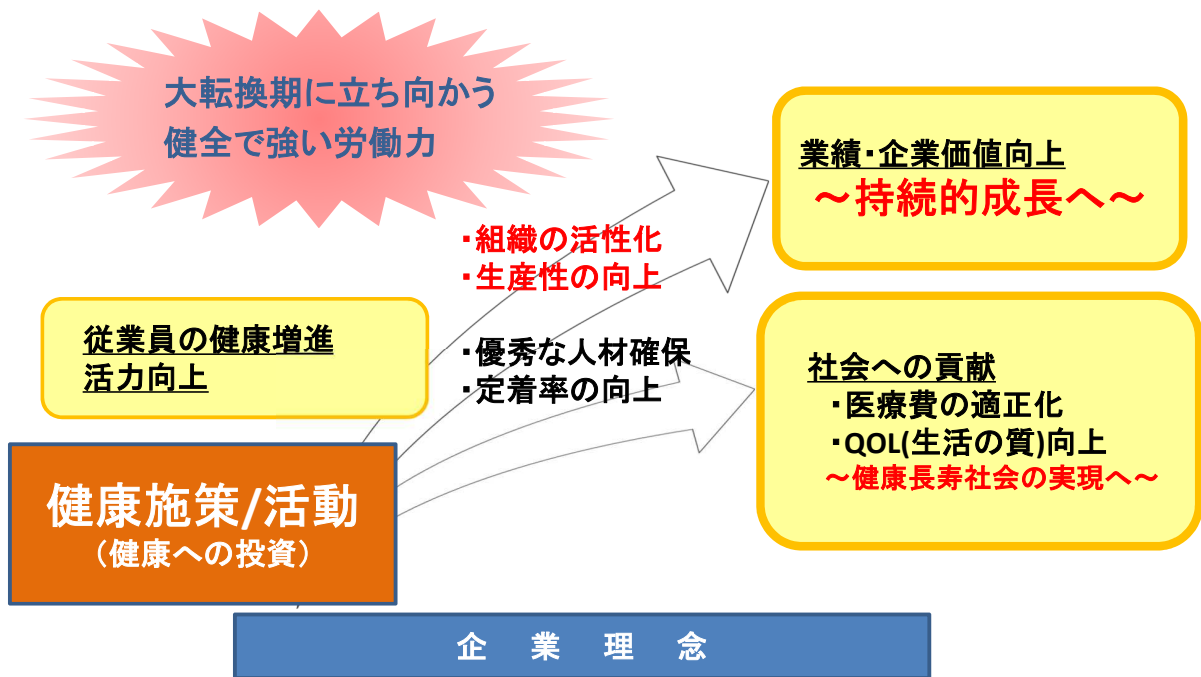 大転換期に立ち向かう
健全で強い労働力
業績・企業価値向上
～持続的成長へ～
・組織の活性化
・生産性の向上
従業員の健康増進
活力向上
・優秀な人材確保
・定着率の向上
社会への貢献
・医療費の適正化
・QOL(生活の質)向上
～健康長寿社会の実現へ～
健康施策/活動
（健康への投資）
企　業　理　念